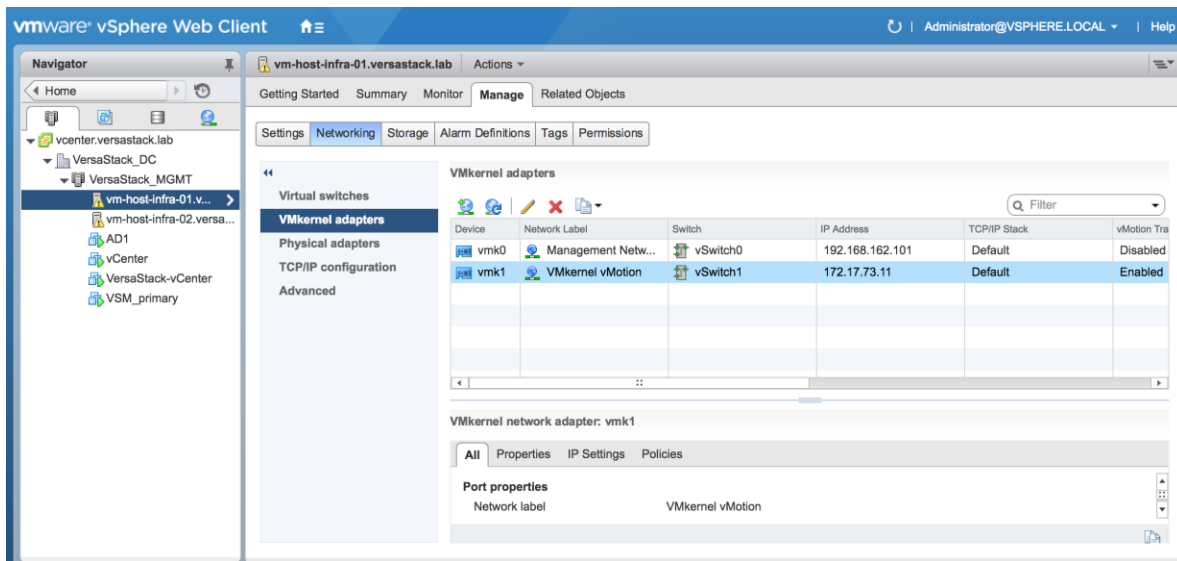 vmware® vSphere Web Client
Administrator@VSPHERE.LOCAL
Help
Navigator
Home
vcenter.versastack.lab
VersaStack_DC
VersaStack_MGMT
vm-host-infra-01.v...
vm-host-infra-02.versa...
AD1
vCenter
VersaStack-vCenter
VSM_primary
vm-host-infra-01.versastack.lab Actions
Getting Started Summary Monitor Manage Related Objects
Settings Networking Storage Alarm Definitions Tags Permissions
Virtual switches
VMkernel adapters
Physical adapters
TCP/IP configuration
Advanced
VMkernel adapters
Filter
Device Network Label Switch IP Address TCP/IP Stack vMotion Tra
vmk0 Management Netw... vSwitch0 192.168.162.101 Default Disabled
vmk1 VMkernel vMotion vSwitch1 172.17.73.11 Default Enabled
VMkernel network adapter: vmk1
All Properties IP Settings Policies
Port properties
Network label VMkernel vMotion